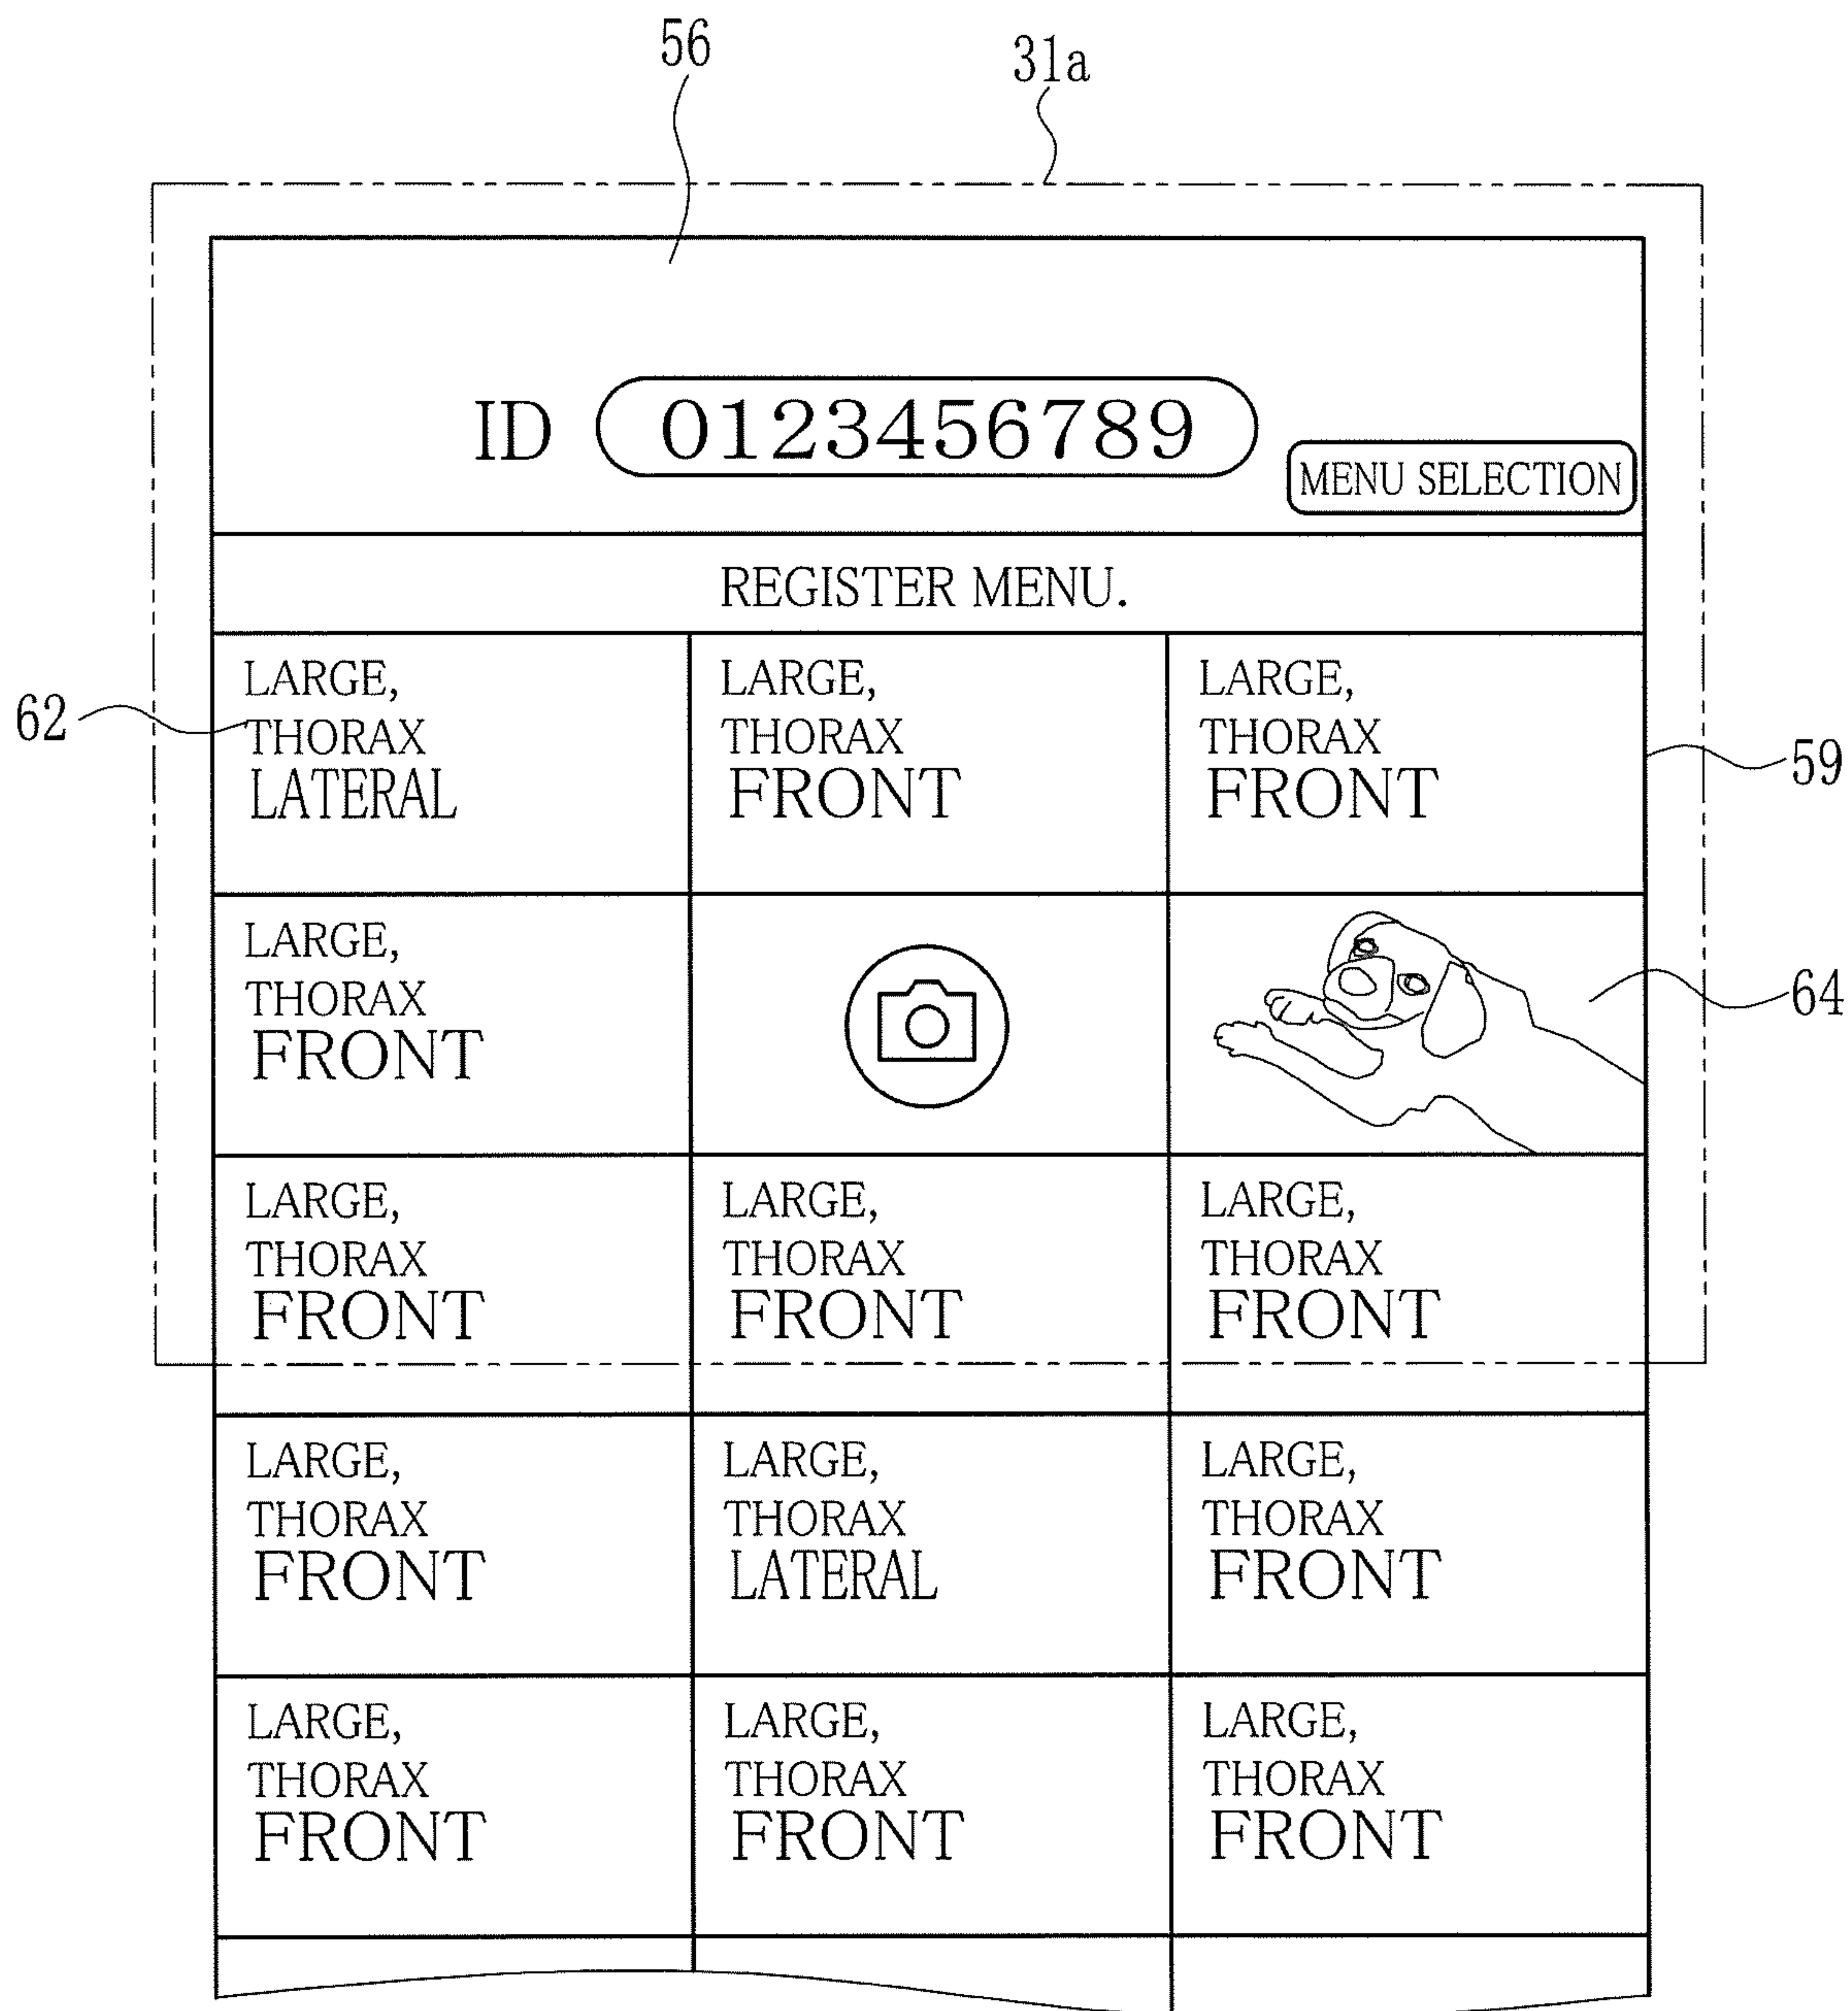 56
31a
ID 0123456789
MENU SELECTION
REGISTER MENU.
62
59
LARGE,
THORAX
LATERAL
LARGE,
THORAX
FRONT
LARGE,
THORAX
FRONT
LARGE,
THORAX
FRONT
64
LARGE,
THORAX
FRONT
LARGE,
THORAX
FRONT
LARGE,
THORAX
FRONT
LARGE,
THORAX
FRONT
LARGE,
THORAX
LATERAL
LARGE,
THORAX
FRONT
LARGE,
THORAX
FRONT
LARGE,
THORAX
FRONT
LARGE,
THORAX
FRONT